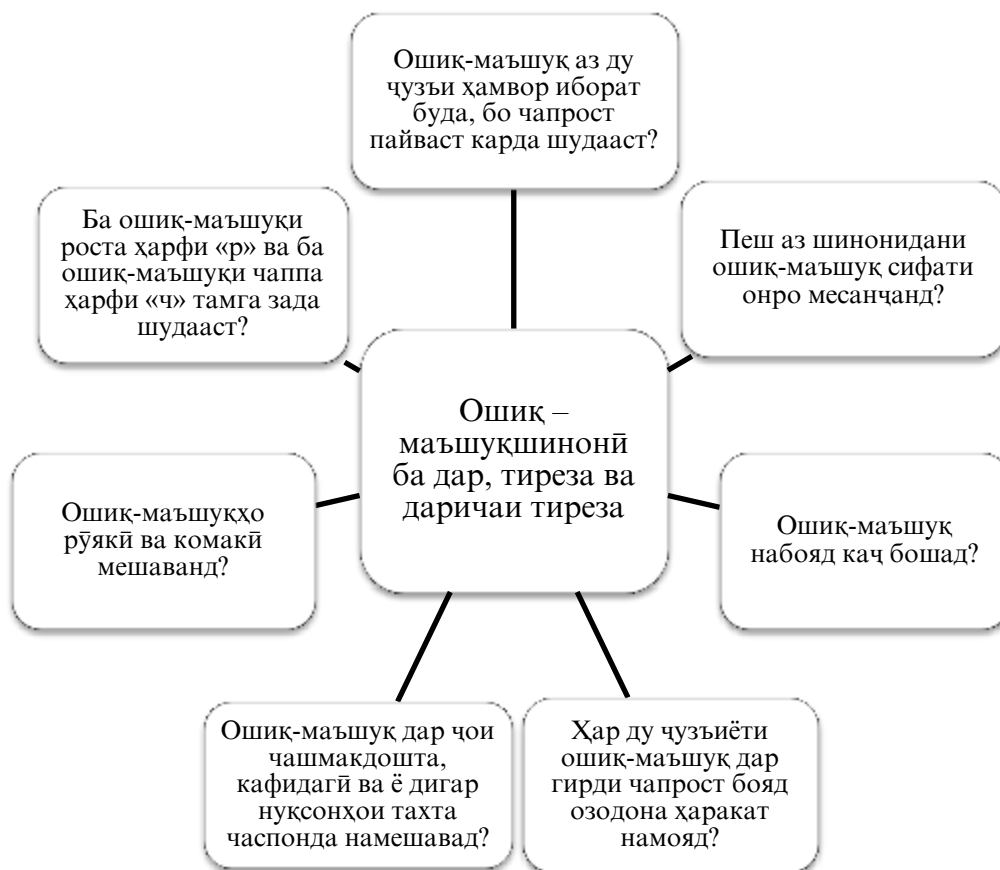 Ошиқ-маъшуқ аз ду
ҷузъи ҳамвор иборат
буда, бо чапрост
пайваст карда шудааст?
Пеш аз шинонидани
ошиқ-маъшуқ сифати
онро месанҷанд?
Ошиқ-маъшуқ
набояд каҷ бошад?
Ҳар ду ҷузъиёти
ошиқ-маъшуқ дар
гирди чапрост бояд
озодона ҳаракат
намояд?
Ошиқ-маъшуқ дар ҷои
чашмакдошта,
кафидагӣ ва ё дигар
нуқсонҳои тахта
часпонда намешавад?
Ошиқ-маъшуқҳо
рӯякӣ ва комакӣ
мешаванд?
Ба ошиқ-маъшуқи
роста ҳарфи «р» ва ба
ошиқ-маъшуқи чаппа
ҳарфи «ч» тамга зада
шудааст?
Ошиқ –
маъшуқшинонӣ
ба дар, тиреза ва
даричаи тиреза